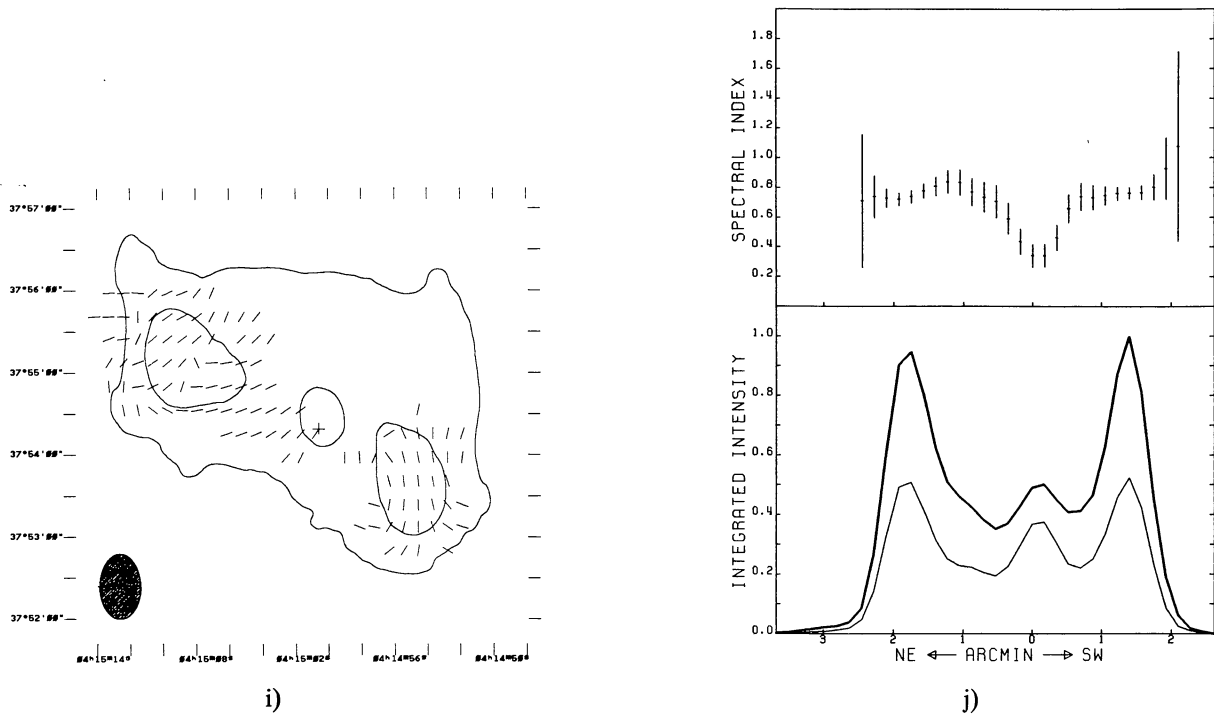 37°57'00"
37°56'00"
37°55'00"
37°54'00"
37°53'00"
37°52'00"
04h15m14s
04h15m08s
04h15m02s
04h14m56s
04h14m50s
i)
SPECTRAL INDEX
1.8
1.6
1.4
1.2
1.0
0.8
0.6
0.4
0.2
INTEGRATED INTENSITY
1.0
0.8
0.6
0.4
0.2
0.0
3 2 1 0 1 2
NE ← ARCMIN → SW
j)